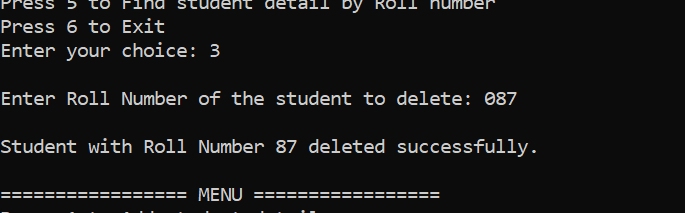 Press 5 to Find student detail by Roll number
Press 6 to Exit
Enter your choice: 3
Enter Roll Number of the student to delete: 087
Student with Roll Number 87 deleted successfully.
================= MENU =================